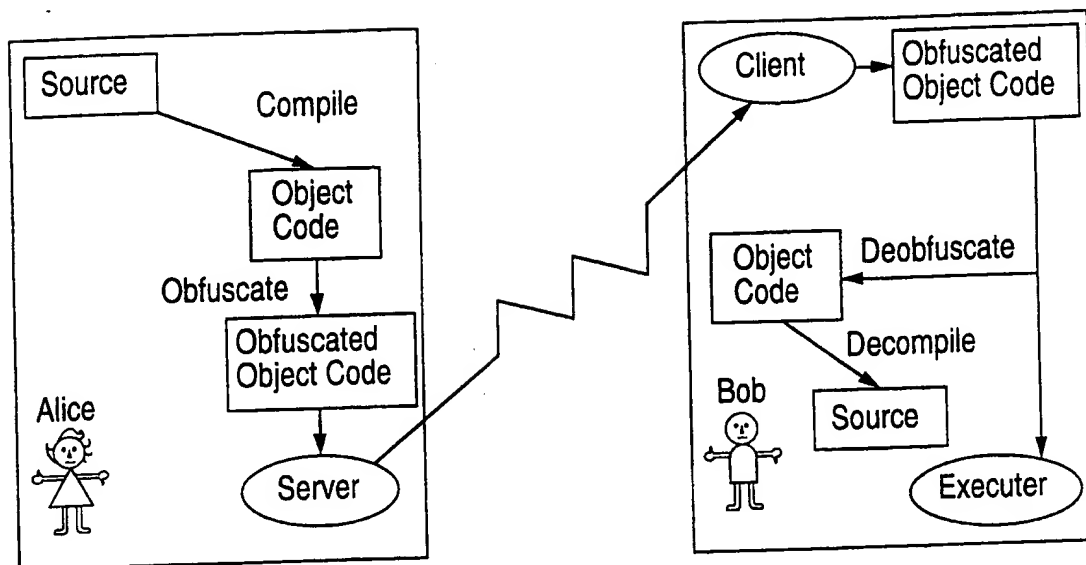 Source
Compile
Object
Code
Obfuscate
Obfuscated
Object Code
Alice
Server
Client
Obfuscated
Object Code
Object
Code
Deobfuscate
Decompile
Bob
Source
Executer